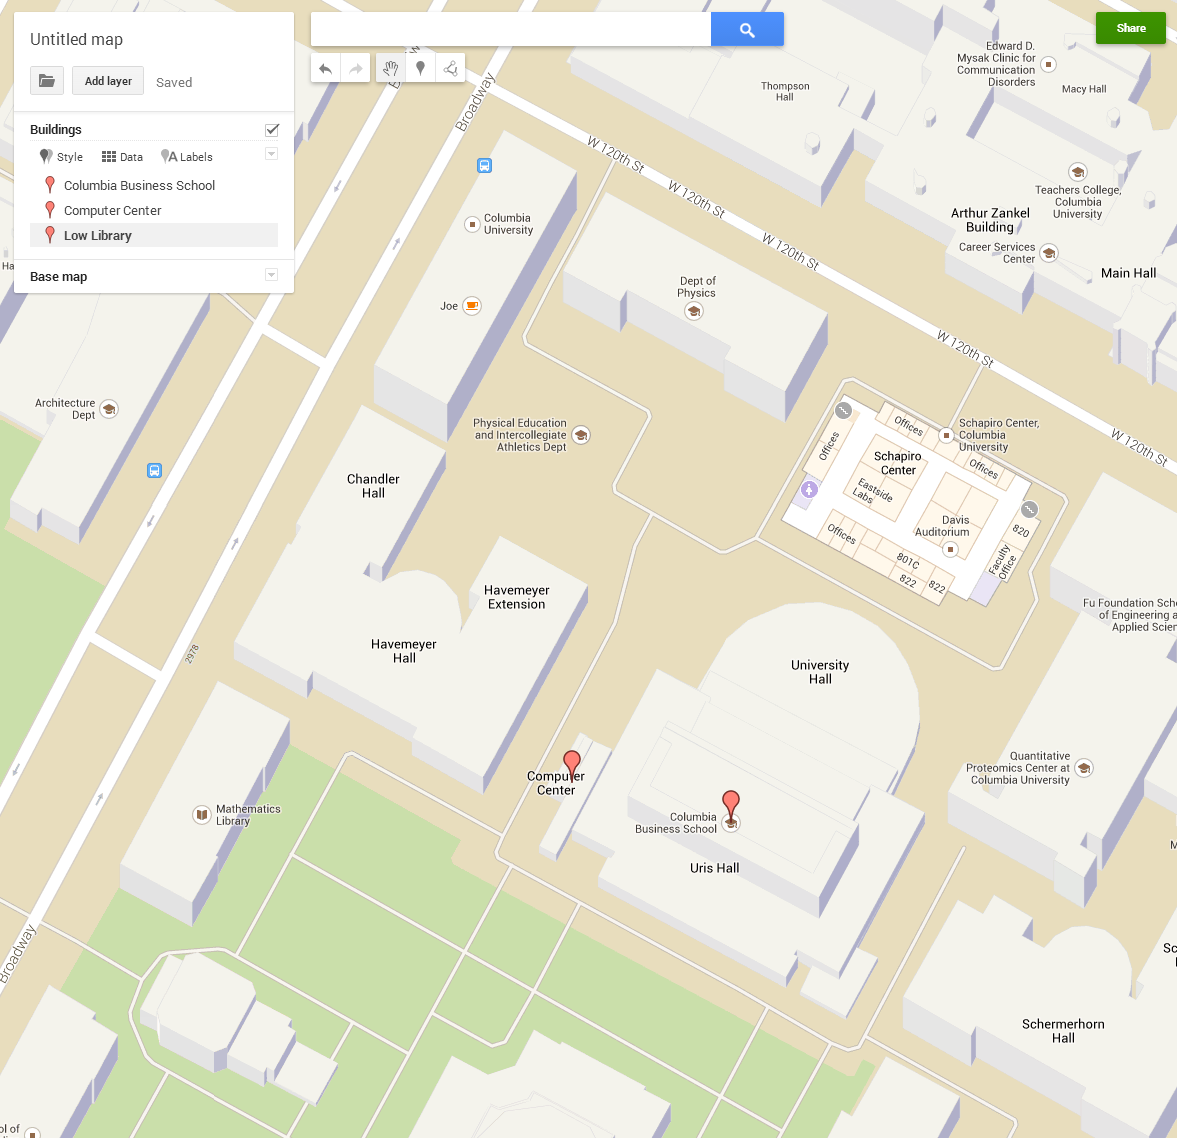 Untitled map
Add layer
Saved
Buildings
Style
Data
A Labels
Columbia Business School
Computer Center
Low Library
Base map
Share
Broadway
W 120th St
W 120th St
W 120th St
W 120th St
W 120th St
Thompson
Hall
Edward D.
Mysak Clinic for
Communication
Disorders
Macy Hall
Teachers College,
Columbia
University
Arthur Zankel
Building
Career Services
Center
Main Hall
Columbia
University
Joe
Dept of
Physics
Architecture
Dept
Physical Education
and Intercollegiate
Athletics Dept
Chandler
Hall
Offices
Offices
Offices
Schapiro Center,
Columbia
University
Schapiro
Center
Eastside
Labs
Davis
Auditorium
Offices
801C
822
822
820
Faculty
Office
Havemeyer
Extension
Havemeyer
Hall
2978
University
Hall
Fu Foundation Scho
of Engineering a
Applied Scien
Quantitative
Proteomics Center at
Columbia University
Computer
Center
Mathematics
Library
Columbia
Business School
Uris Hall
Broadway
Schermerhorn
Hall
ol of